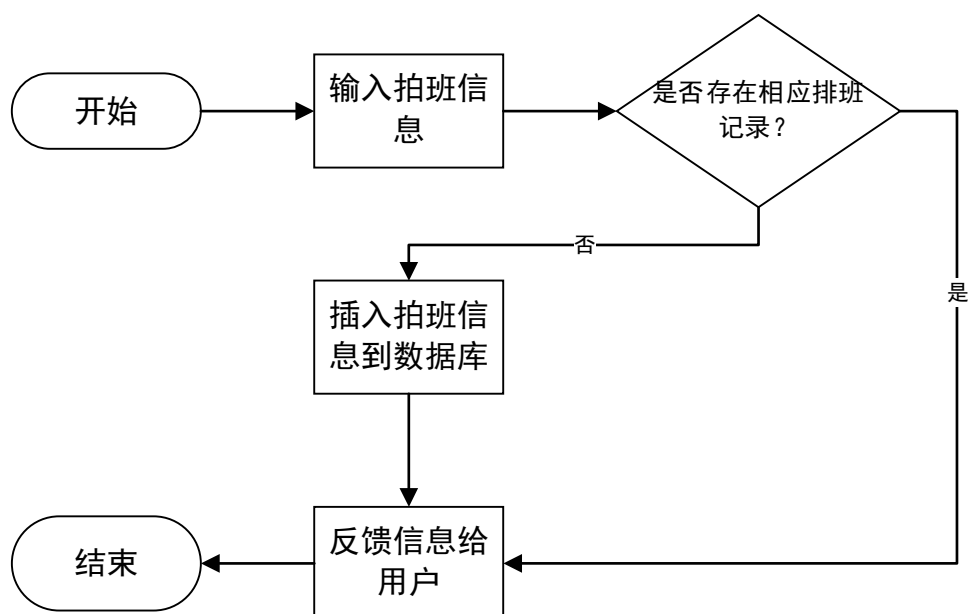 开始
输入拍班信
息
是否存在相应排班
记录？
否
是
插入拍班信
息到数据库
反馈信息给
用户
结束